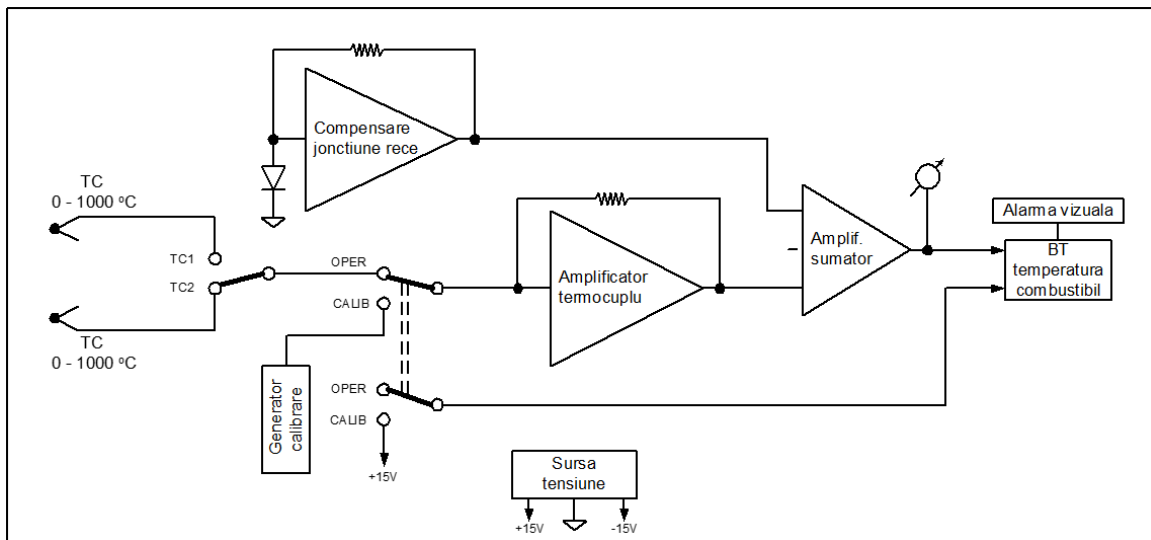 Compensare
jonctiune rece
TC
0 - 1000 ºC
TC1
TC2
OPER
CALIB
TC
0 - 1000 ºC
Generator
calibrare
OPER
CALIB
+15V
Amplificator
termocuplu
Amplif.
sumator
Alarma vizuala
BT
temperatura
combustibil
Sursa
tensiune
+15V
-15V